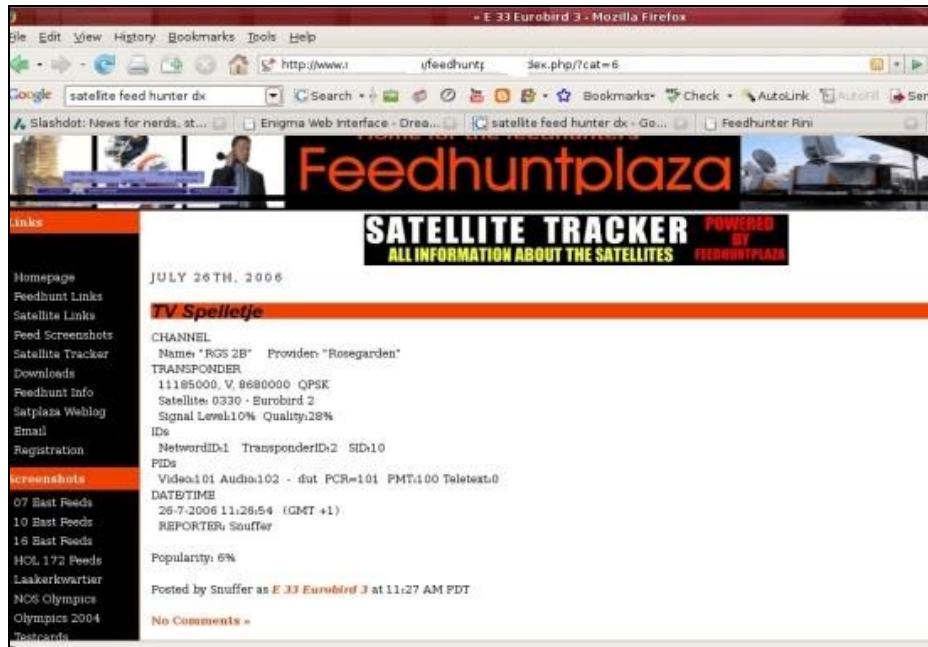 - E 33 Eurobird 3 - Mozilla Firefox
File Edit View History Bookmarks Tools Help
http://www. /feedhunt dex.php/?cat=6
Google satellite feed hunter dx Search Bookmarks Check AutoLink AutoFill Sen
Slashdot: News for nerds, st... Enigma Web Interface - Drea... satellite feed hunter dx - Go... Feedhunter Rini
Home for the feedhunters
Feedhuntplaza
SATELLITE TRACKER POWERED BY FEEDHUNTPLAZA
ALL INFORMATION ABOUT THE SATELLITES
Links
Homepage
Feedhunt Links
Satellite Links
Feed Screenshots
Satellite Tracker
Downloads
Feedhunt Info
Satplaza Weblog
Email
Registration
Screenshots
07 East Feeds
10 East Feeds
16 East Feeds
HOL 172 Feeds
Laakerkwartier
NOS Olympics
Olympics 2004
Testcards
JULY 26TH, 2006
TV Spelletje
CHANNEL
Name: "RGS 2B" Provider: "Rosegarden"
TRANSPONDER
11185000, V, 8680000 QPSK
Satellite: 0330 - Eurobird 2
Signal Level:10% Quality:28%
IDs
NetwordID:1 TransponderID:2 SID:10
PIDs
Video:101 Audio:102 - dut PCR=101 PMT:100 Teletext:0
DATE/TIME
26-7-2006 11:26:54 (GMT +1)
REPORTER: Snuffer
Popularity: 6%
Posted by Snuffer as E 33 Eurobird 3 at 11:27 AM PDT
No Comments »